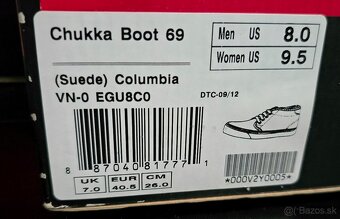 Chukka Boot 69
Men US 8.0
Women US 9.5
(Suede) Columbia
VN-0 EGU8C0
DTC-09/12
8 87040 81777 1
UK EUR CM
7.0 40.5 26.0
*000V2Y0005*
Bazos.sk